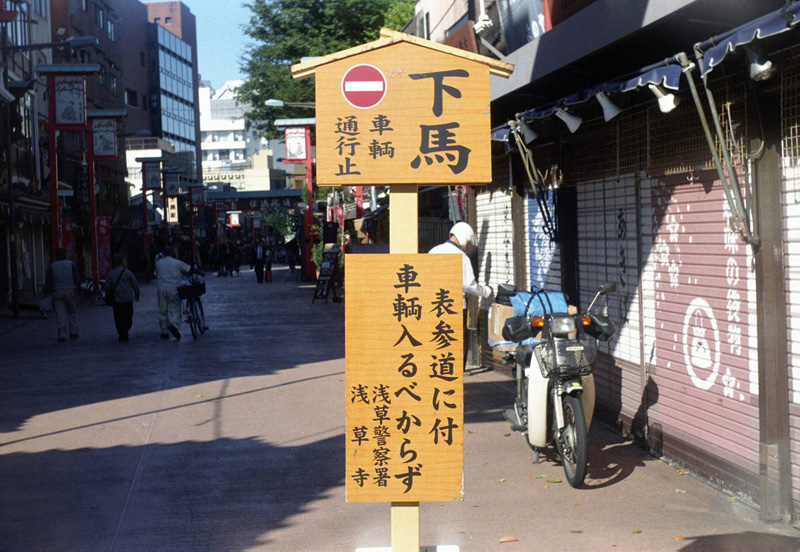 下馬
車輌
通行止
表参道に付
車輌入るべからず
浅草警察署
浅草寺